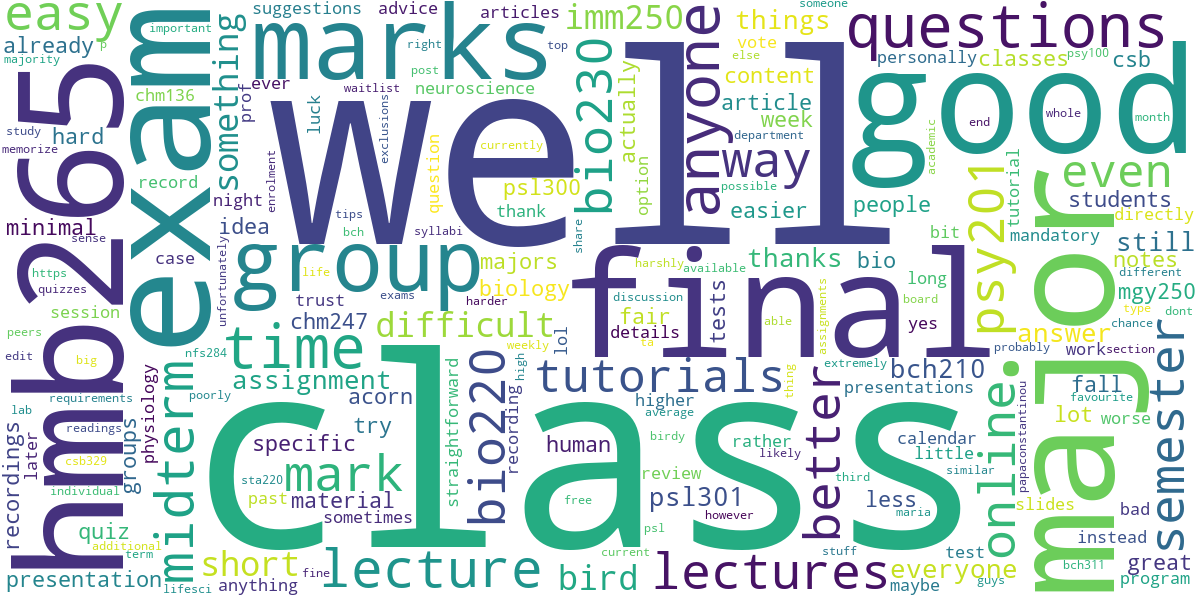 easy
suggestions
advice
articles
imm250
anyone
things
someone
questions
important
already
majority
p
exam
something
marks
right
top
post
well
bio230
vote
else
personally
classes
psy100
csb
chm136
ever
prof
waitlist
neuroscience
actually
content
article
week
good
hmb265
study
hard
memorize
luck
exclusions
currently
department
way
end
whole
month
academic
record
night
enrolment
question
psl300
option
possible
easier
people
psy201
tutorial
even
students
directly
minimal
idea
tips
bch
thank
syllabi
share
bit
major
mandatory
sense
case
unfortunately
group
majors
final
harshly
available
thanks
bio
long
still
notes
different
https
quizzes
life
biology
discussion
fair
details
tests
able
assignments
board
mgy250
type
dont
session
trust
exams
harder
chm247
difficult
lol
ta
yes
answer
chance
peers
edit
nfs284
time
weekly
probably
work
section
semester
big
midterm
physiology
assignment
acorn
straightforward
bio220
high
tutorials
thing
better
extremely
bch210
presentations
online
papaconstantinou
fall
favourite
requirements
poorly
try
class
recording
higher
average
lab
readings
groups
specific
human
birdy
rather
likely
calendar
little
lot
worse
recordings
later
csb329
sta220
mark
review
third
similar
individual
past
material
sometimes
free
psl301
however
less
maria
slides
bad
quiz
additional
term
psl
test
instead
short
lecture
current
stuff
everyone
great
presentation
lifesci
anything
fine
bird
lectures
maybe
guys
bch311
program